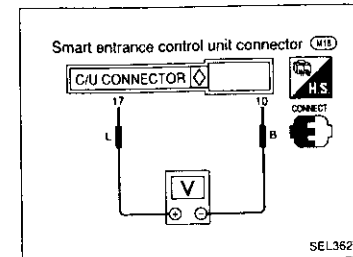 Smart entrance control unit connector (M18)
C/U CONNECTOR
H.S.
17 10
CONNECT
L B
V
SEL362